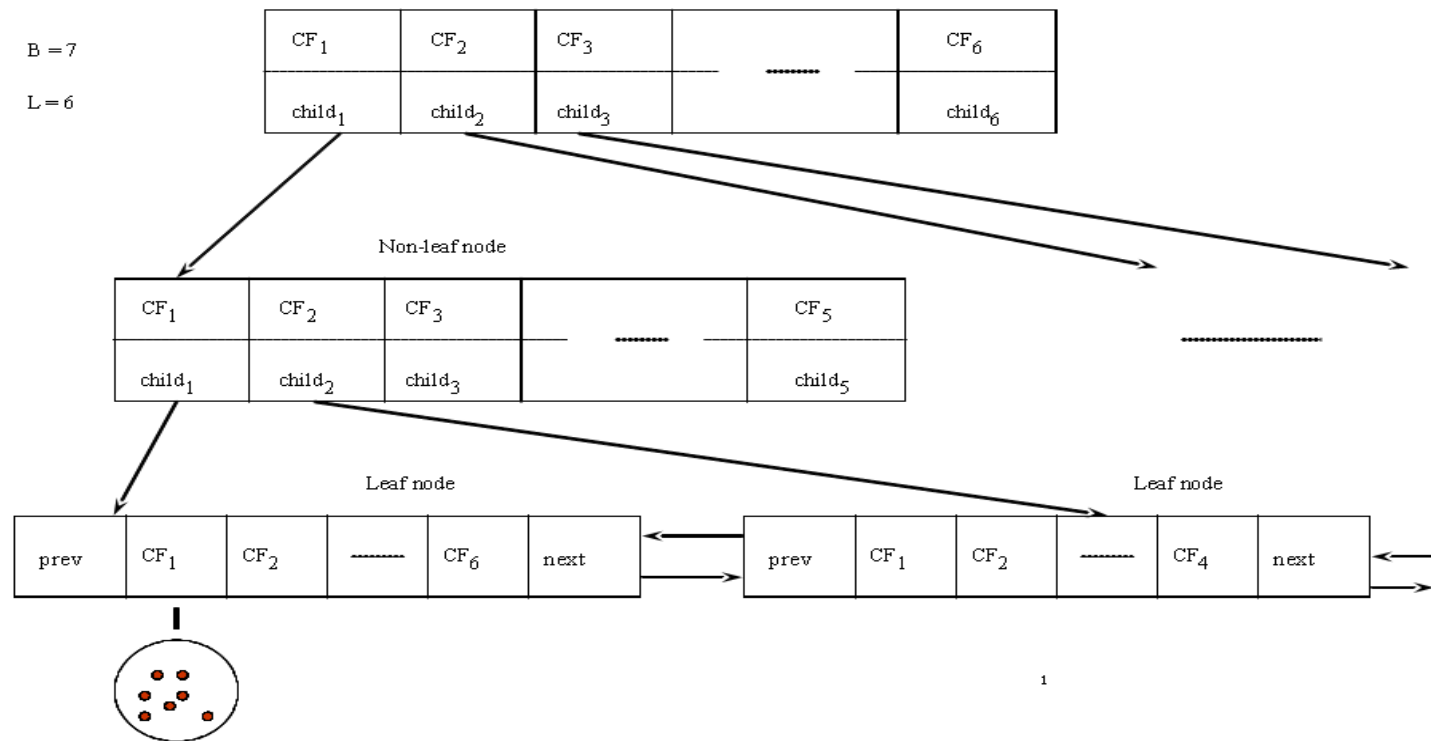 B = 7
L = 6
CF1 CF2 CF3 CF6
child1 child2 child3 child6
Non-leaf node
CF1 CF2 CF3 CF5
child1 child2 child3 child5
Leaf node Leaf node
prev CF1 CF2 CF6 next prev CF1 CF2 CF4 next
1